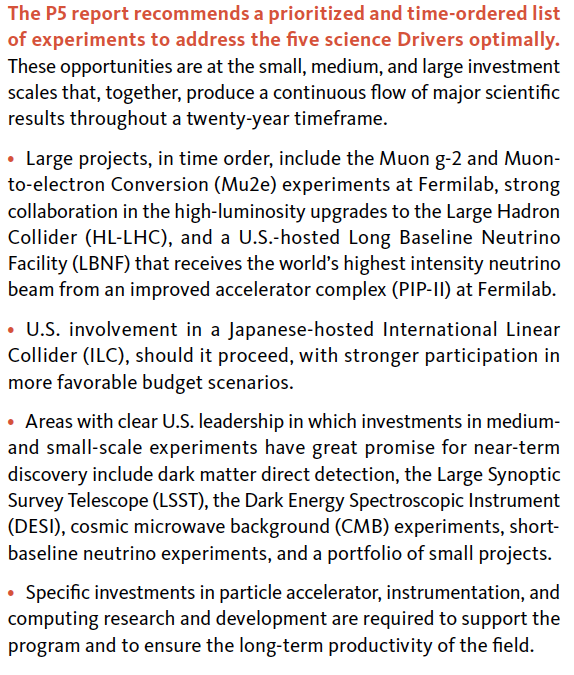 The P5 report recommends a prioritized and time-ordered list
of experiments to address the five science Drivers optimally.
These opportunities are at the small, medium, and large investment
scales that, together, produce a continuous flow of major scientific
results throughout a twenty-year timeframe.
• Large projects, in time order, include the Muon g-2 and Muon-
to-electron Conversion (Mu2e) experiments at Fermilab, strong
collaboration in the high-luminosity upgrades to the Large Hadron
Collider (HL-LHC), and a U.S.-hosted Long Baseline Neutrino
Facility (LBNF) that receives the world’s highest intensity neutrino
beam from an improved accelerator complex (PIP-II) at Fermilab.
• U.S. involvement in a Japanese-hosted International Linear
Collider (ILC), should it proceed, with stronger participation in
more favorable budget scenarios.
• Areas with clear U.S. leadership in which investments in medium-
and small-scale experiments have great promise for near-term
discovery include dark matter direct detection, the Large Synoptic
Survey Telescope (LSST), the Dark Energy Spectroscopic Instrument
(DESI), cosmic microwave background (CMB) experiments, short-
baseline neutrino experiments, and a portfolio of small projects.
• Specific investments in particle accelerator, instrumentation, and
computing research and development are required to support the
program and to ensure the long-term productivity of the field.